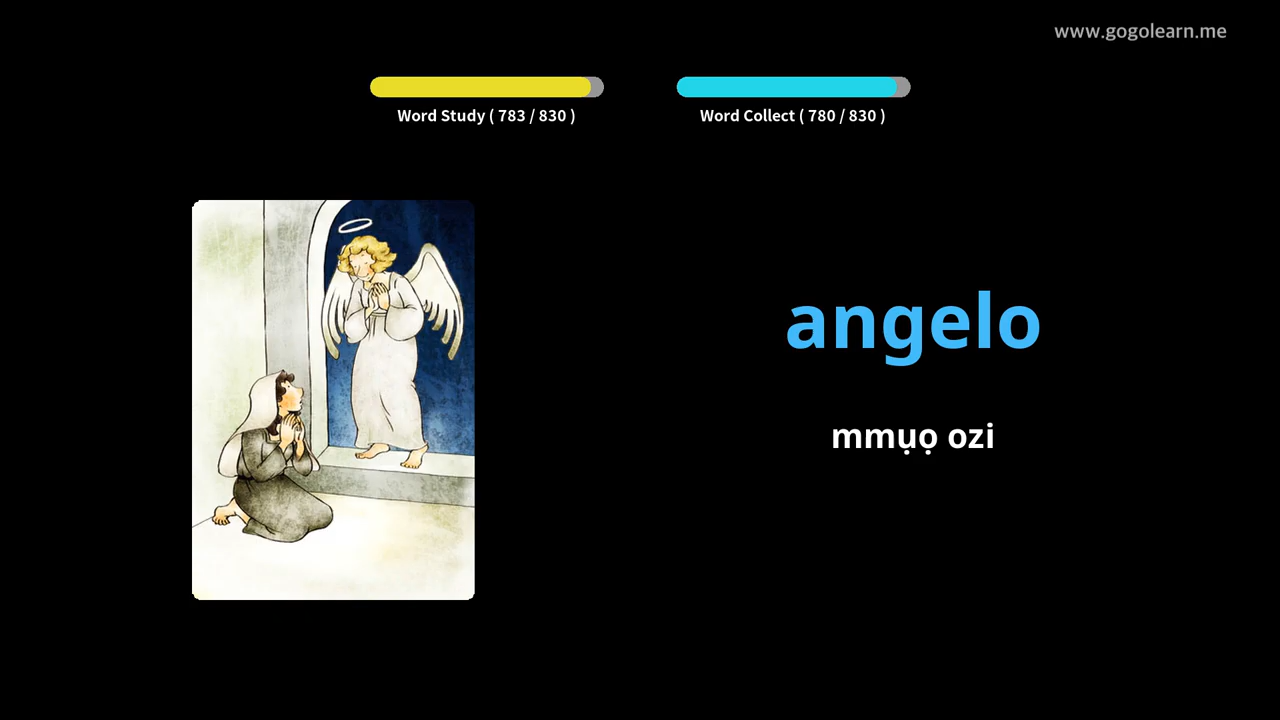 www.gogolearn.me
Word Study ( 783 / 830 )
Word Collect ( 780 / 830 )
angelo
mmụọ ozi